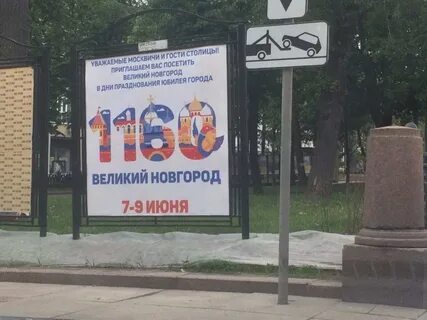 УВАЖАЕМЫЕ МОСКВИЧИ И ГОСТИ СТОЛИЦЫ!
ПРИГЛАШАЕМ ВАС ПОСЕТИТЬ
ВЕЛИКИЙ НОВГОРОД
В ДНИ ПРАЗДНОВАНИЯ ЮБИЛЕЯ ГОРОДА
1160
ВЕЛИКИЙ НОВГОРОД
7-9 ИЮНЯ